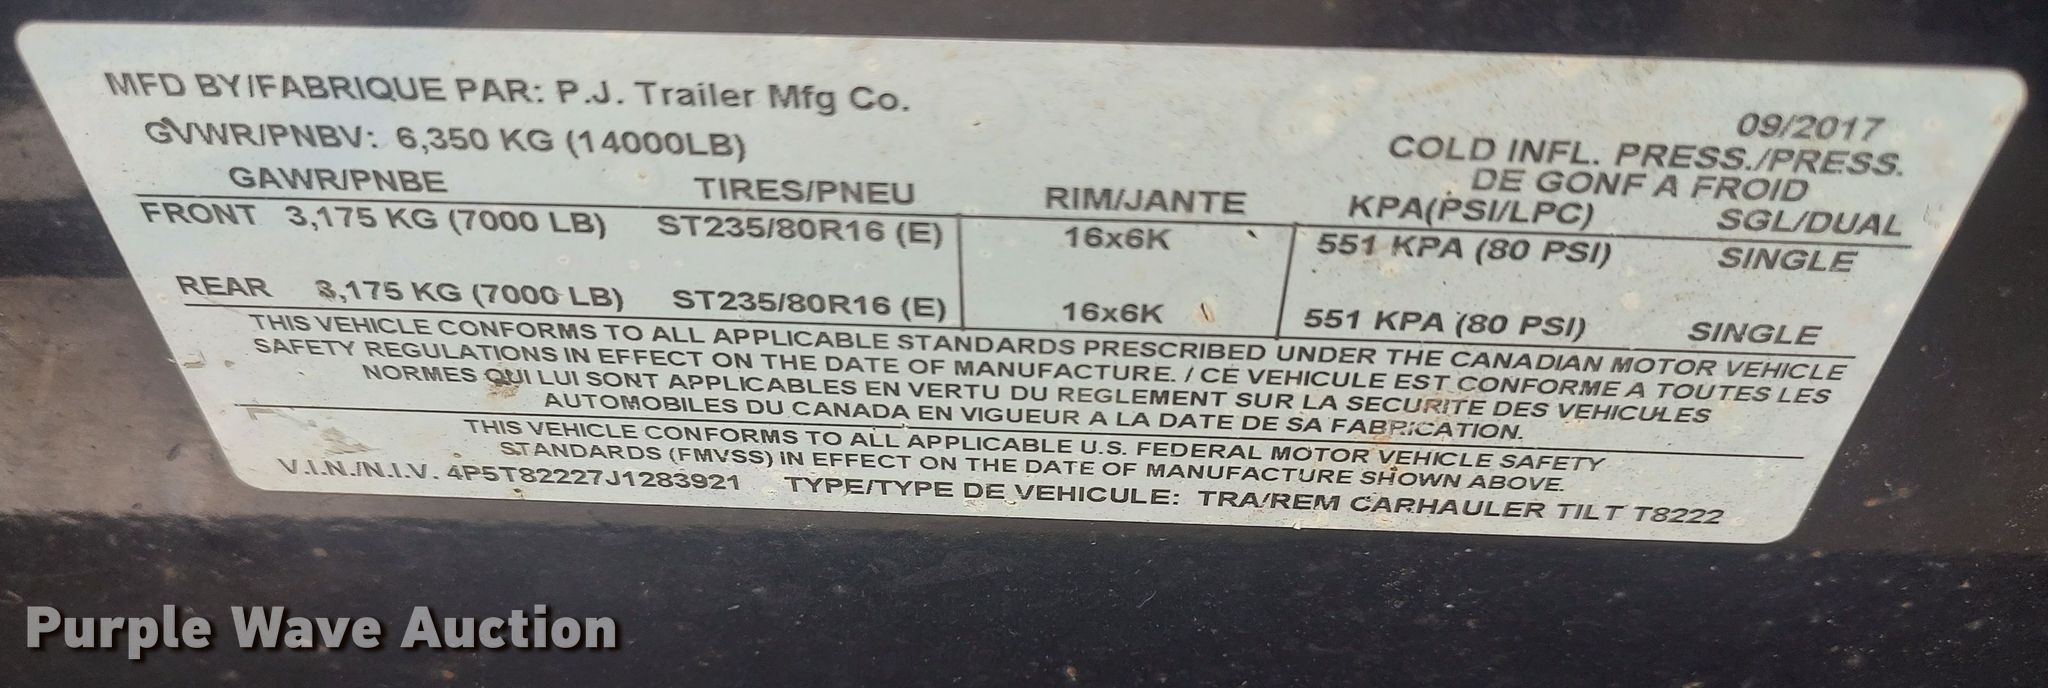 MFD BY/FABRIQUE PAR: P.J. Trailer Mfg Co.
09/2017
GVWR/PNBV: 6,350 KG (14000LB)
COLD INFL. PRESS./PRESS.
DE GONF A FROID
GAWR/PNBE TIRES/PNEU RIM/JANTE KPA(PSI/LPC) SGL/DUAL
FRONT 3,175 KG (7000 LB) ST235/80R16 (E) 16x6K 551 KPA (80 PSI) SINGLE
REAR 3,175 KG (7000 LB) ST235/80R16 (E) 16x6K 551 KPA (80 PSI) SINGLE
THIS VEHICLE CONFORMS TO ALL APPLICABLE STANDARDS PRESCRIBED UNDER THE CANADIAN MOTOR VEHICLE
SAFETY REGULATIONS IN EFFECT ON THE DATE OF MANUFACTURE. / CE VEHICULE EST CONFORME A TOUTES LES
NORMES QUI LUI SONT APPLICABLES EN VERTU DU REGLEMENT SUR LA SECURITE DES VEHICULES
AUTOMOBILES DU CANADA EN VIGUEUR A LA DATE DE SA FABRICATION.
THIS VEHICLE CONFORMS TO ALL APPLICABLE U.S. FEDERAL MOTOR VEHICLE SAFETY
STANDARDS (FMVSS) IN EFFECT ON THE DATE OF MANUFACTURE SHOWN ABOVE.
V.I.N./N.I.V. 4P5T82227J1283921 TYPE/TYPE DE VEHICULE: TRA/REM CARHAULER TILT T8222
Purple Wave Auction